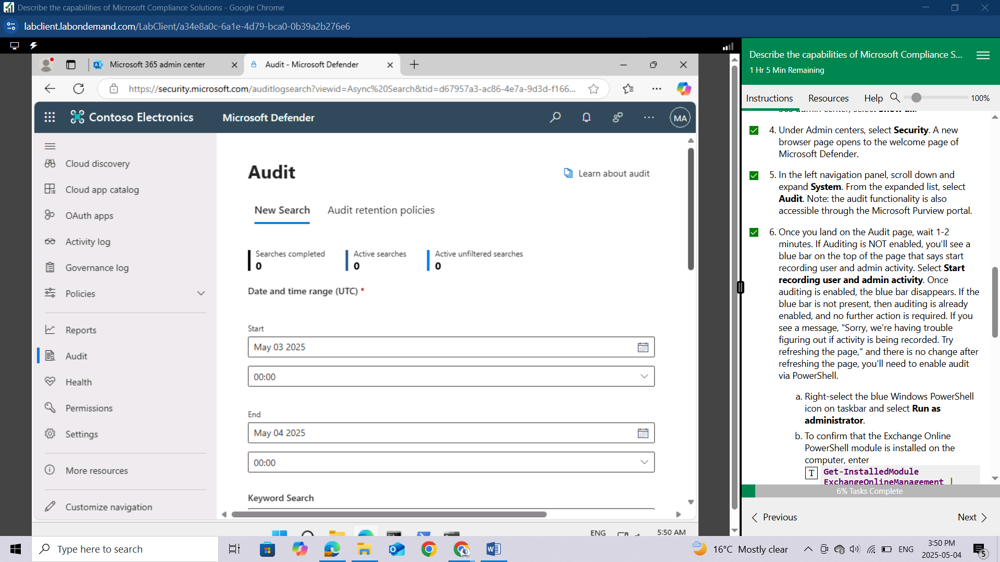 Describe the capabilities of Microsoft Compliance Solutions - Google Chrome
labclient.labondemand.com/LabClient/a34e8a0c-6a1e-4d79-bca0-0b39a2b276e6
Microsoft 365 admin center
Audit - Microsoft Defender
https://security.microsoft.com/auditlogsearch?viewid=Async%20Search&tid=d67957a3-ac86-4e7a-9d3d-f166...
Contoso Electronics
Microsoft Defender
MA
Cloud discovery
Cloud app catalog
OAuth apps
Activity log
Governance log
Policies
Reports
Audit
Health
Permissions
Settings
More resources
Customize navigation
Audit
Learn about audit
New Search
Audit retention policies
Searches completed
0
Active searches
0
Active unfiltered searches
0
Date and time range (UTC) *
Start
May 03 2025
00:00
End
May 04 2025
00:00
Keyword Search
ENG
5:50 AM
Describe the capabilities of Microsoft Compliance S...
1 Hr 5 Min Remaining
Instructions
Resources
Help
100%
365 admin center, select Show all.
4. Under Admin centers, select Security. A new
browser page opens to the welcome page of
Microsoft Defender.
5. In the left navigation panel, scroll down and
expand System. From the expanded list, select
Audit. Note: the audit functionality is also
accessible through the Microsoft Purview portal.
6. Once you land on the Audit page, wait 1-2
minutes. If Auditing is NOT enabled, you'll see a
blue bar on the top of the page that says start
recording user and admin activity. Select Start
recording user and admin activity. Once
auditing is enabled, the blue bar disappears. If the
blue bar is not present, then auditing is already
enabled, and no further action is required. If you
see a message, "Sorry, we're having trouble
figuring out if activity is being recorded. Try
refreshing the page," and there is no change after
refreshing the page, you'll need to enable audit
via PowerShell.
a. Right-select the blue Windows PowerShell
icon on taskbar and select Run as
administrator.
b. To confirm that the Exchange Online
PowerShell module is installed on the
computer, enter
T
Get-InstalledModule
ExchangeOnlineManagement |
6% Tasks Complete
Previous
Next
Type here to search
16°C Mostly clear
ENG
3:50 PM
2025-05-04
5